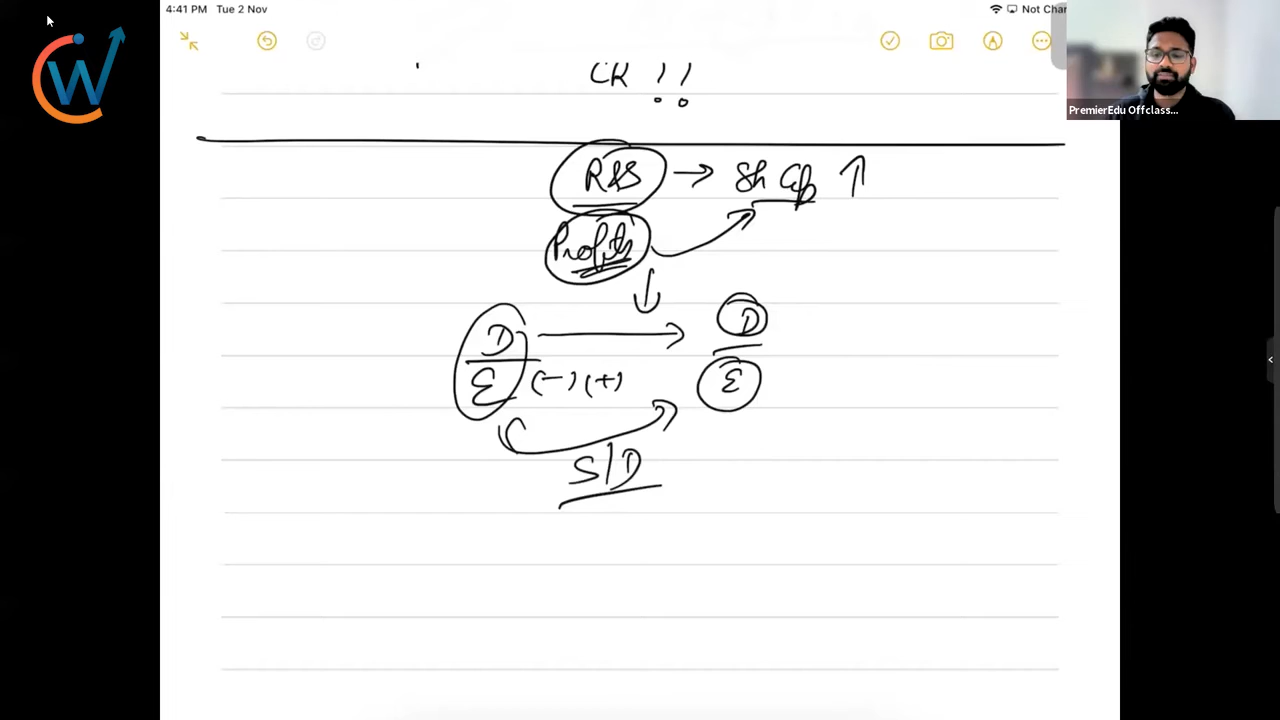 4:41 PM Tue 2 Nov
Not Char
W
PremierEdu Offclass...
CR !!
R&S → Sh Cap ↑
Profits
D D
E (-) (+) E
S/D